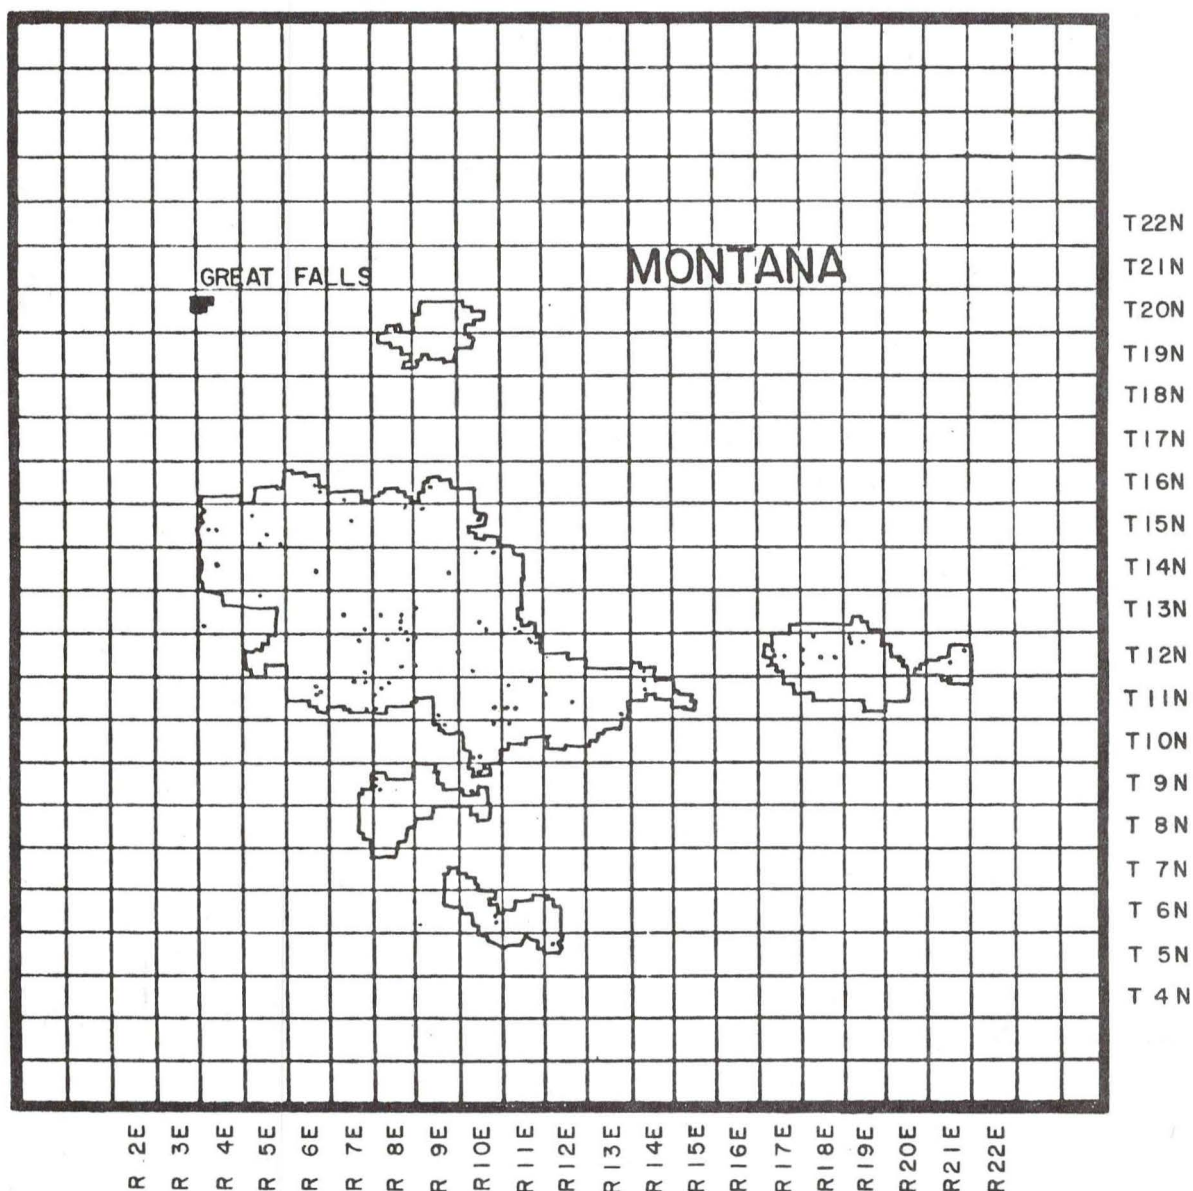 T22N
GREAT FALLS
MONTANA
T21N
T20N
T19N
T18N
T17N
T16N
T15N
T14N
T13N
T12N
T11N
T10N
T 9N
T 8N
T 7N
T 6N
T 5N
T 4N
R 2E
R 3E
R 4E
R 5E
R 6E
R 7E
R 8E
R 9E
R10E
R11E
R12E
R13E
R14E
R15E
R16E
R17E
R18E
R19E
R20E
R21E
R22E